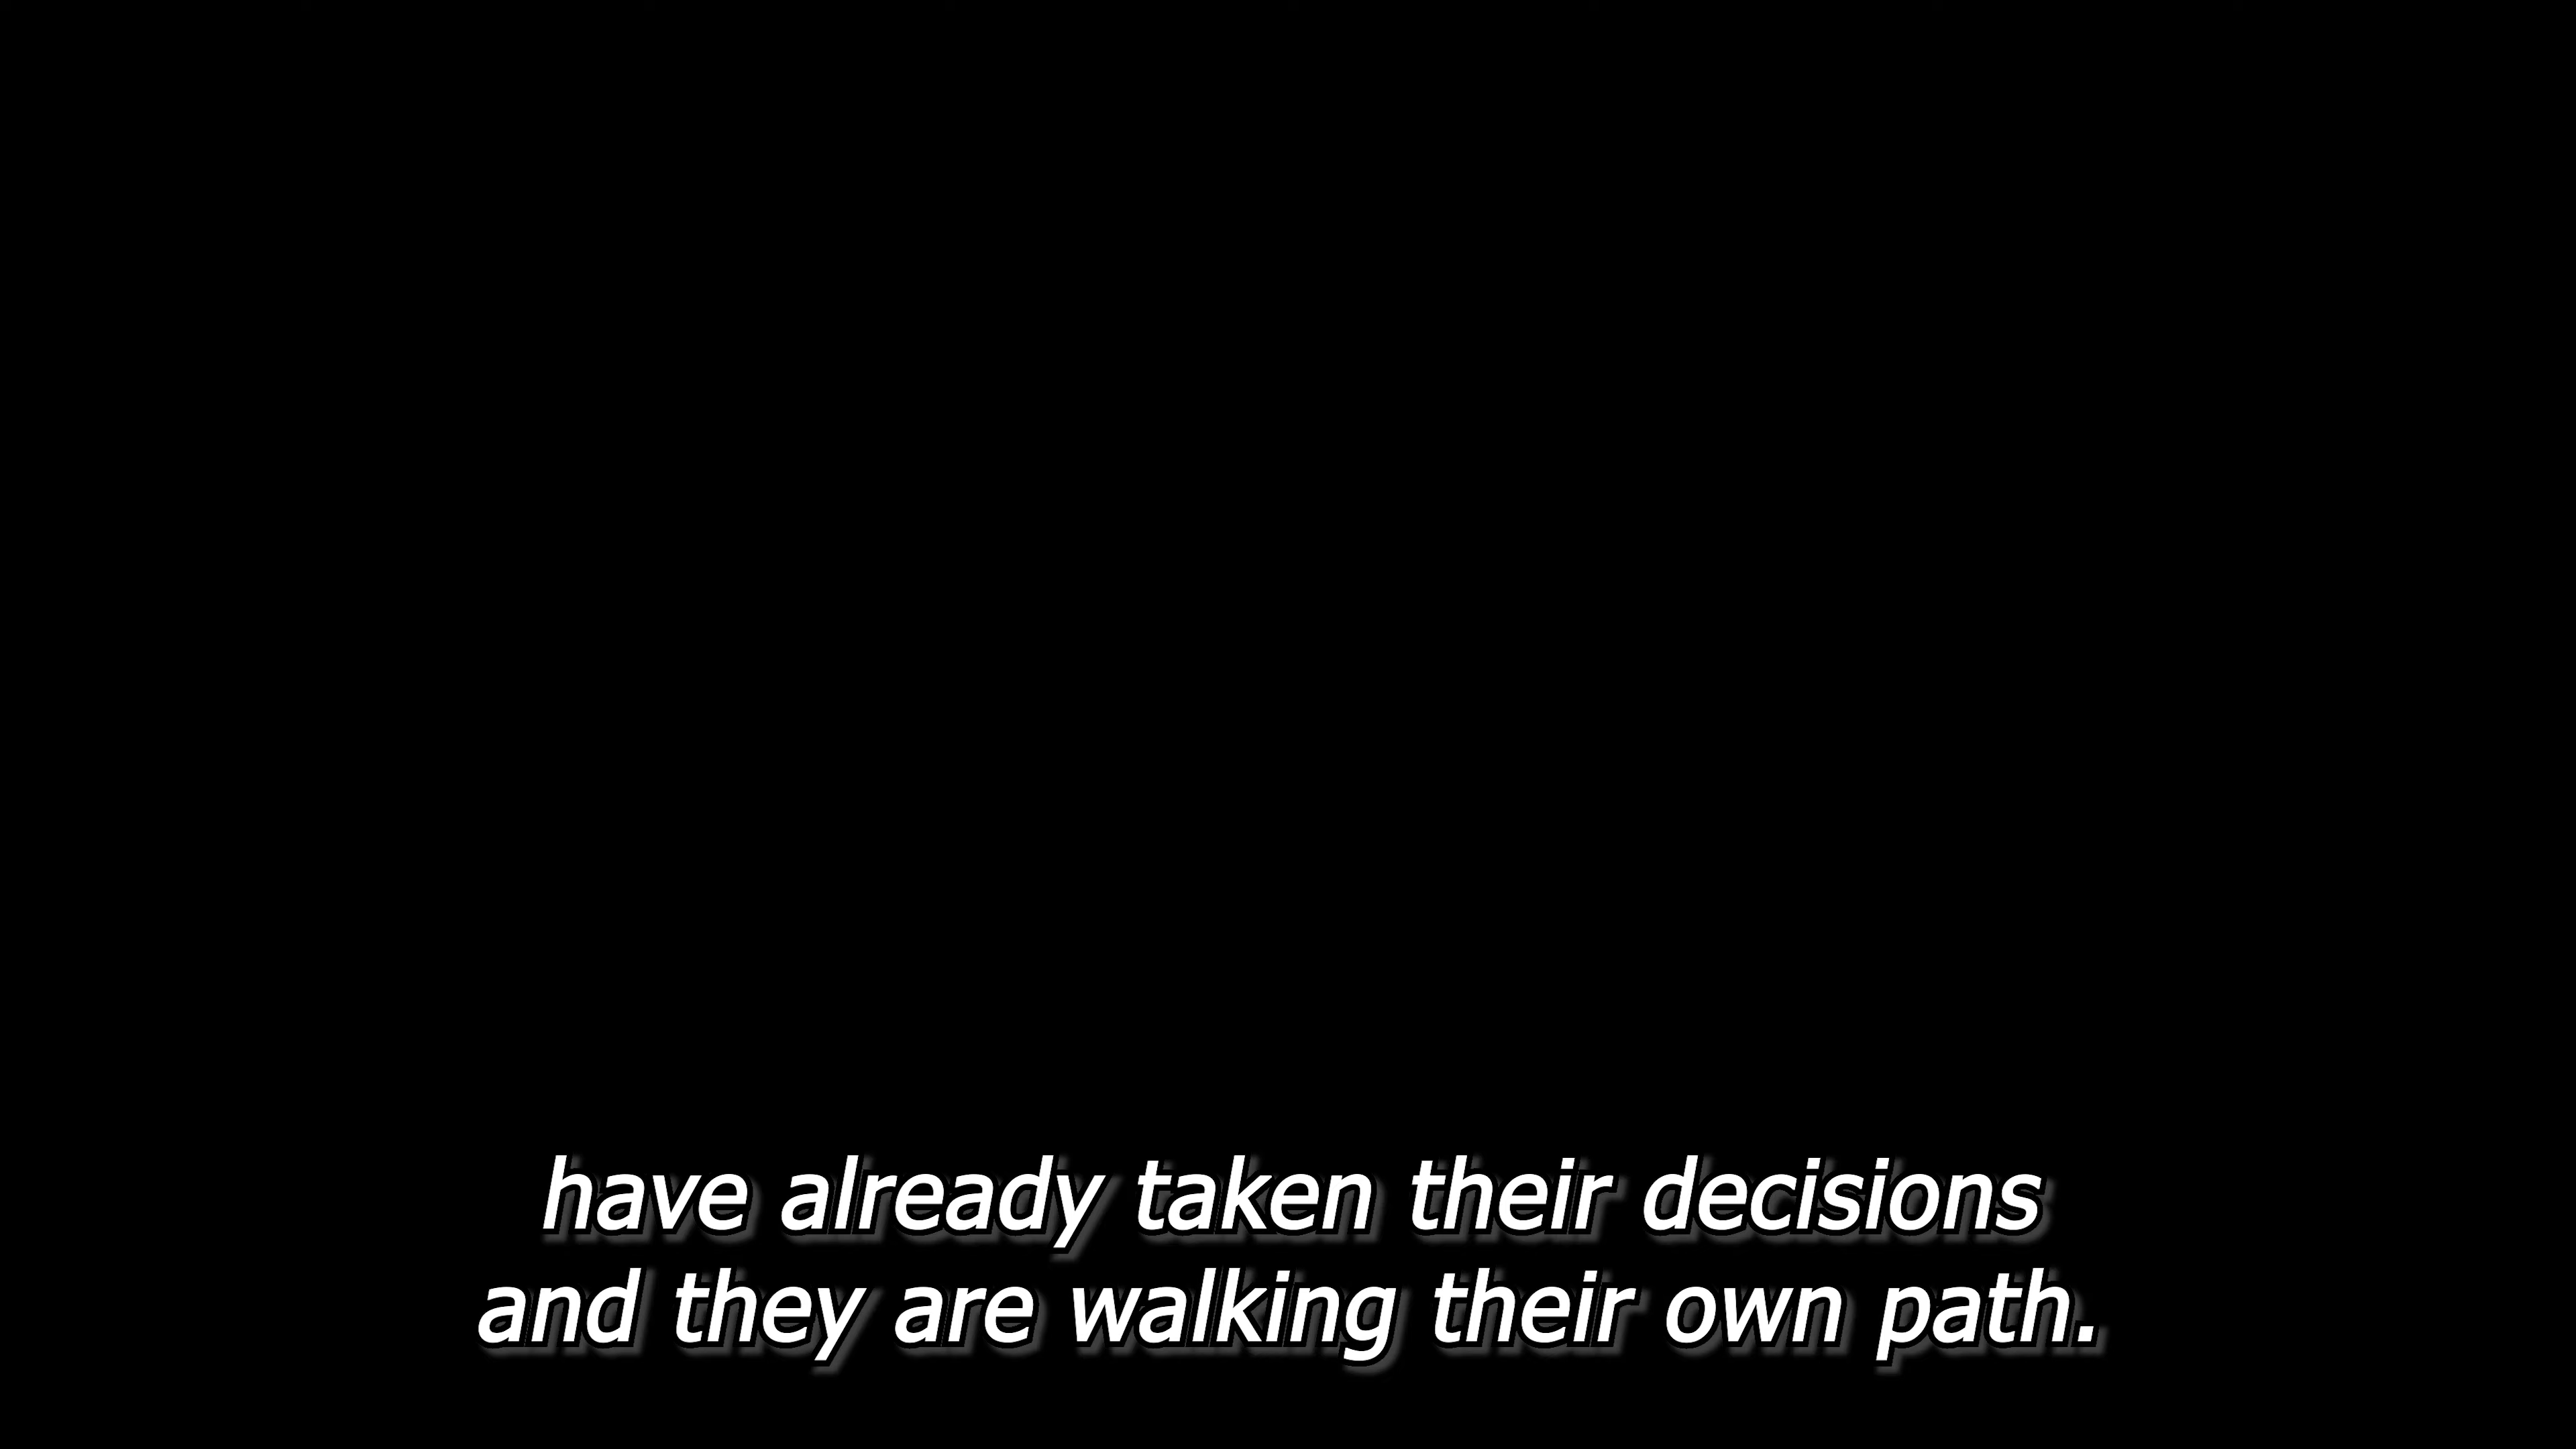 have already taken their decisions
and they are walking their own path.